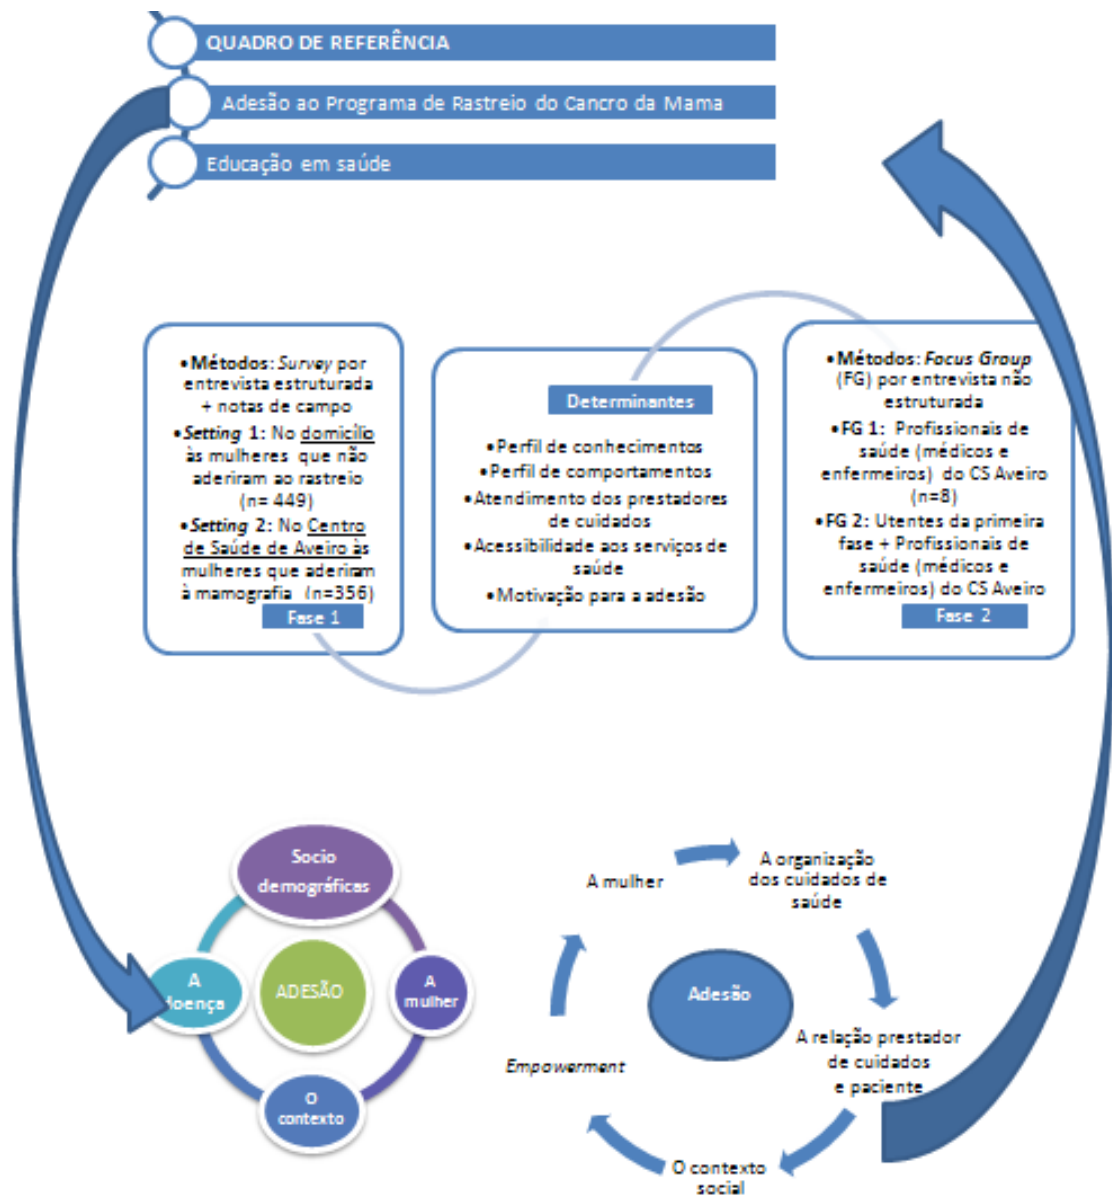 QUADRO DE REFERÊNCIA
Adesão ao Programa de Rastreio do Cancro da Mama
Educação em saúde
•Métodos: Survey por
entrevista estruturada
+ notas de campo
•Setting 1: No domicílio
às mulheres que não
aderiram ao rastreio
(n= 449)
•Setting 2: No Centro
de Saúde de Aveiro às
mulheres que aderiram
à mamografia (n=356)
Fase 1
Determinantes
•Perfil de conhecimentos
•Perfil de comportamentos
•Atendimento dos prestadores
de cuidados
•Acessibilidade aos serviços de
saúde
•Motivação para a adesão
•Métodos: Focus Group
(FG) por entrevista não
estruturada
•FG 1: Profissionais de
saúde (médicos e
enfermeiros) do CS Aveiro
(n=8)
•FG 2: Utentes da primeira
fase + Profissionais de
saúde (médicos e
enfermeiros) do CS Aveiro
Fase 2
Socio
demográficas
A
doença
ADESÃO
A
mulher
O
contexto
A mulher
A organização
dos cuidados de
saúde
Adesão
A relação prestador
de cuidados
e paciente
Empowerment
O contexto
social